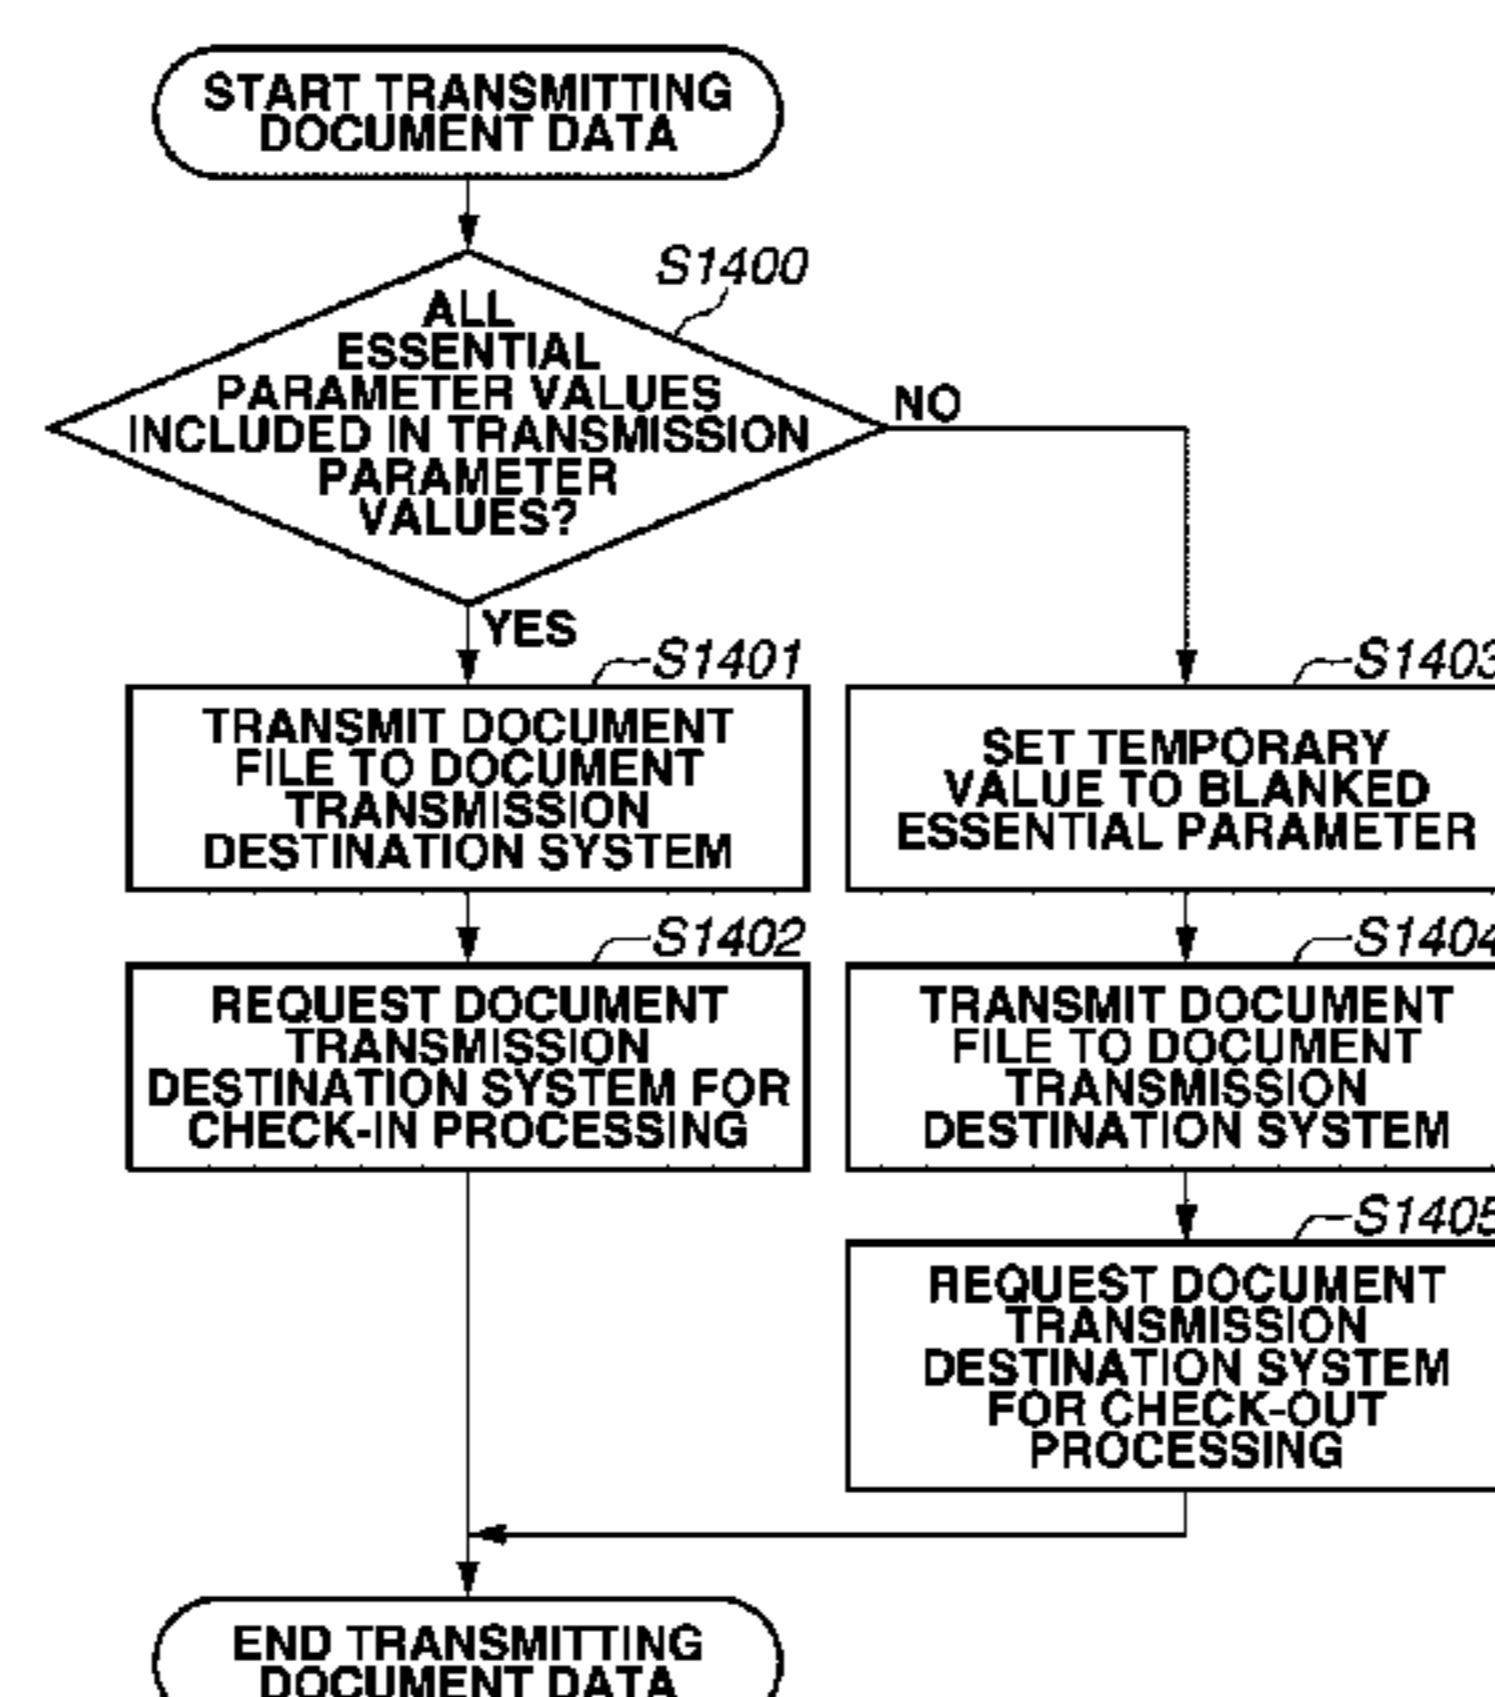 START TRANSMITTING
DOCUMENT DATA
S1400
ALL
ESSENTIAL
PARAMETER VALUES
INCLUDED IN TRANSMISSION
PARAMETER
VALUES?
NO
YES
S1401
TRANSMIT DOCUMENT
FILE TO DOCUMENT
TRANSMISSION
DESTINATION SYSTEM
S1403
SET TEMPORARY
VALUE TO BLANKED
ESSENTIAL PARAMETER
S1402
REQUEST DOCUMENT
TRANSMISSION
DESTINATION SYSTEM FOR
CHECK-IN PROCESSING
S1404
TRANSMIT DOCUMENT
FILE TO DOCUMENT
TRANSMISSION
DESTINATION SYSTEM
S1405
REQUEST DOCUMENT
TRANSMISSION
DESTINATION SYSTEM
FOR CHECK-OUT
PROCESSING
END TRANSMITTING
DOCUMENT DATA